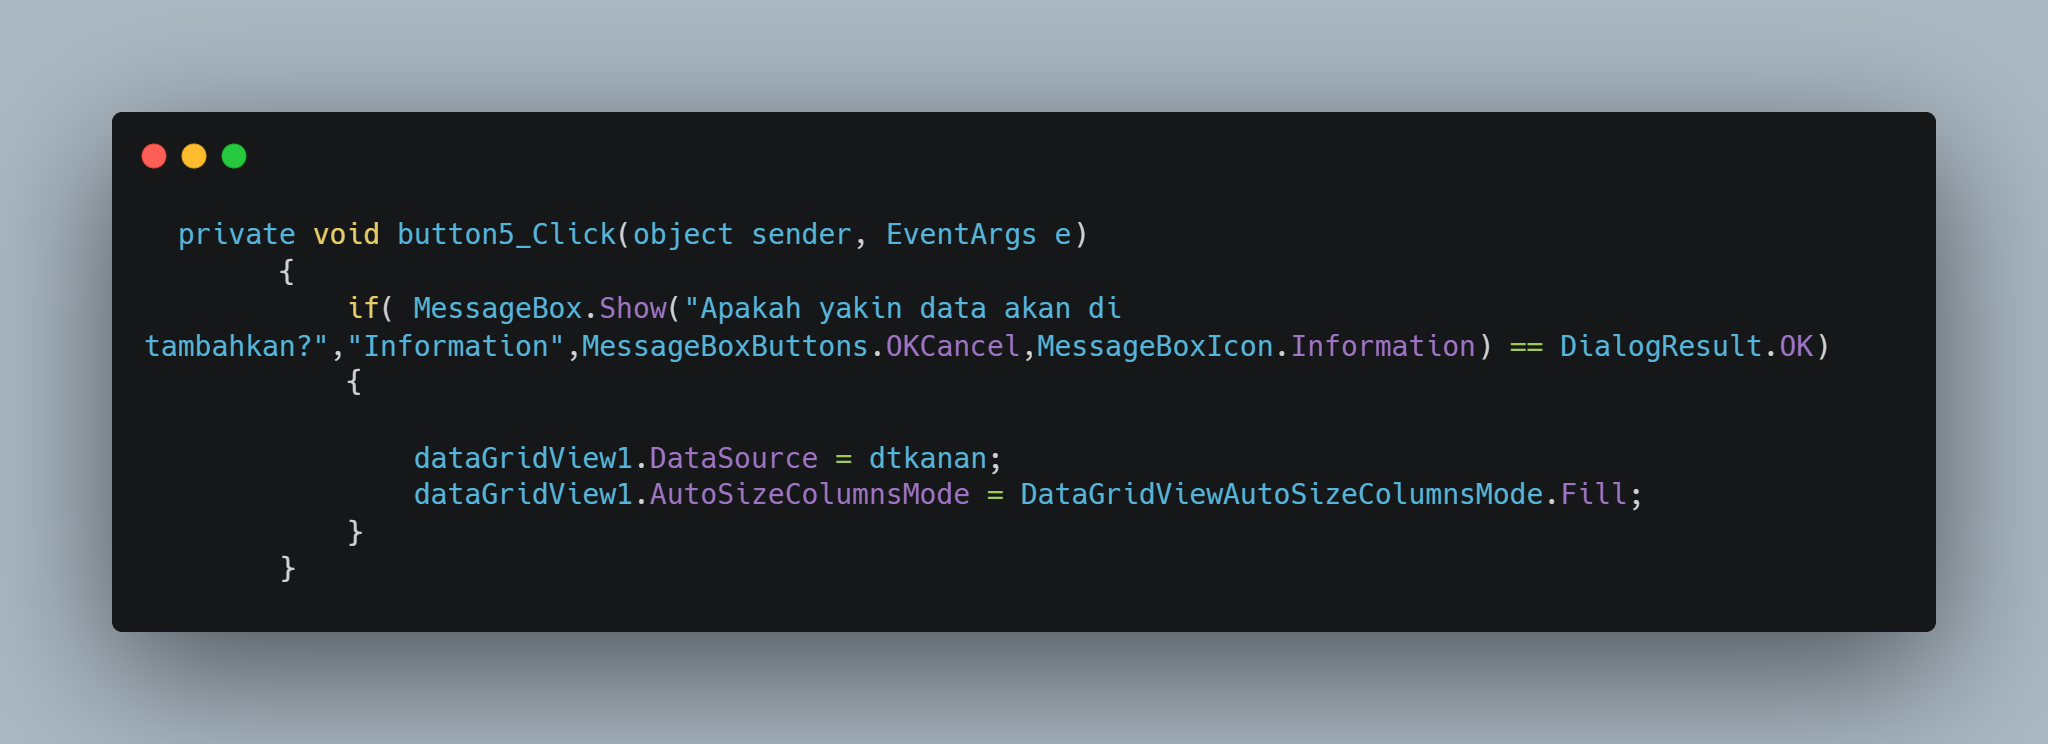 private void button5_Click(object sender, EventArgs e)
{
if( MessageBox.Show("Apakah yakin data akan di
tambahkan?","Information",MessageBoxButtons.OKCancel,MessageBoxIcon.Information) == DialogResult.OK)
{
dataGridView1.DataSource = dtkanan;
dataGridView1.AutoSizeColumnsMode = DataGridViewAutoSizeColumnsMode.Fill;
}
}